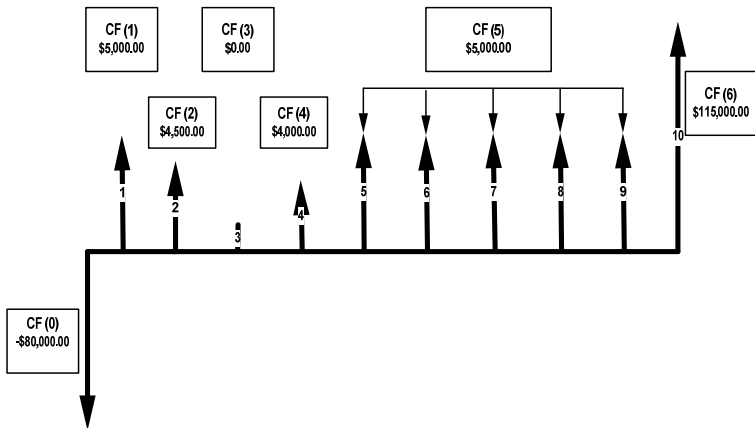 CF (1)
$5,000.00
CF (3)
$0.00
CF (5)
$5,000.00
CF (6)
$115,000.00
CF (2)
$4,500.00
CF (4)
$4,000.00
1
2
3
4
5
6
7
8
9
10
CF (0)
-$80,000.00